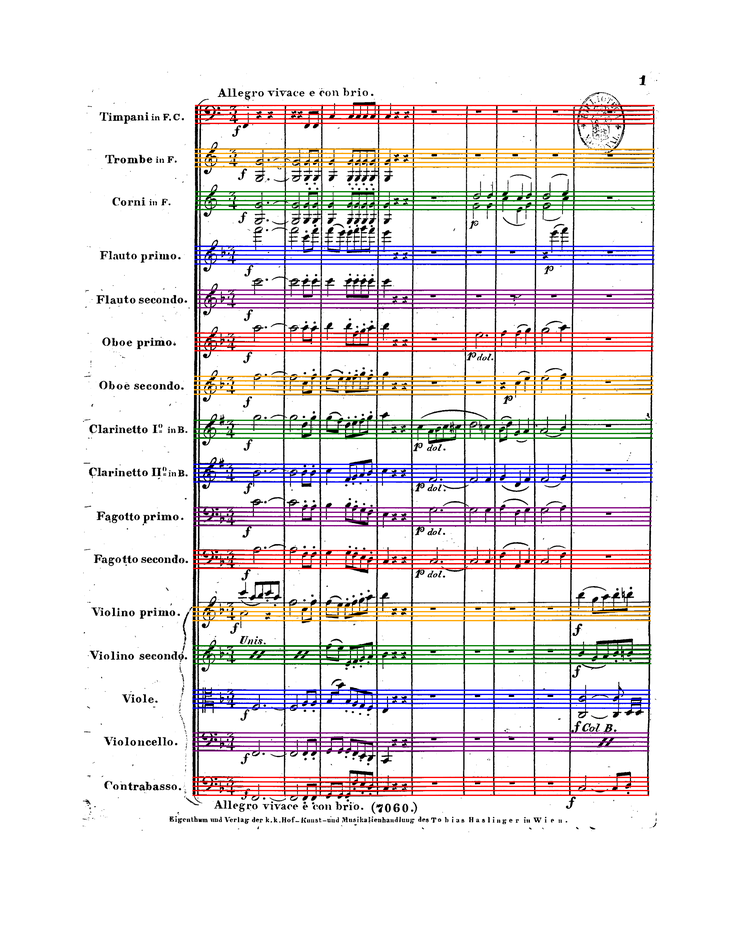 1
Allegro vivace e con brio.
Timpani in F. C.
f
Trombe in F.
f
Corni in F.
f p
Flauto primo.
f p
Flauto secondo.
f
Oboe primo.
f p dol.
Oboe secondo.
f p
Clarinetto Iº in B.
f p dol.
Clarinetto IIº in B.
f p dol.
Fagotto primo.
f p dol.
Fagotto secondo.
f p dol.
Violino primo.
f f
Unis.
Violino secondo.
f
Viole.
f
f Col B.
Violoncello.
f
Contrabasso.
f f
Allegro vivace e con brio. (7060.)
Eigenthum und Verlag der k. k. Hof- Kunst- und Musikalienhandlung des Tobias Haslinger in Wien.